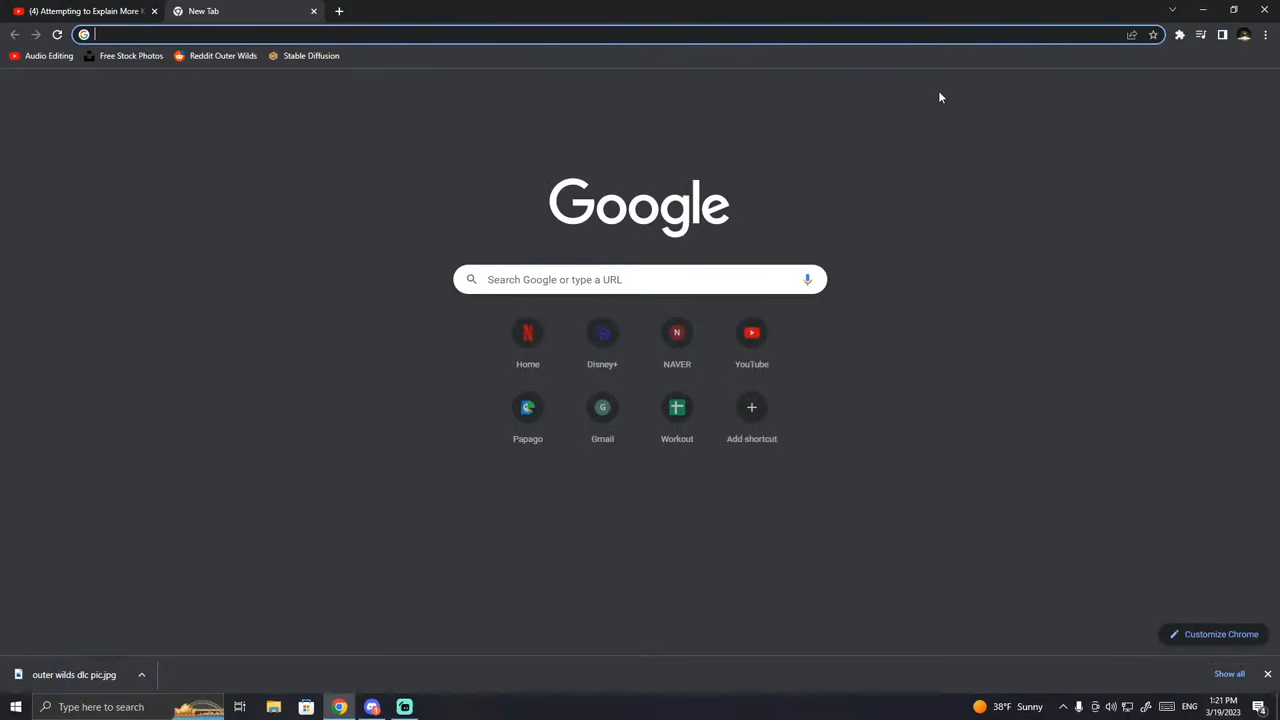 (4) Attempting to Explain More
New Tab
Audio Editing
Free Stock Photos
Reddit Outer Wilds
Stable Diffusion
Google
Search Google or type a URL
N
N
Home
Disney+
NAVER
YouTube
G
Papago
Gmail
Workout
Add shortcut
Customize Chrome
outer wilds dlc pic.jpg
Show all
Type here to search
38°F Sunny
ENG
1:21 PM
3/19/2023
4